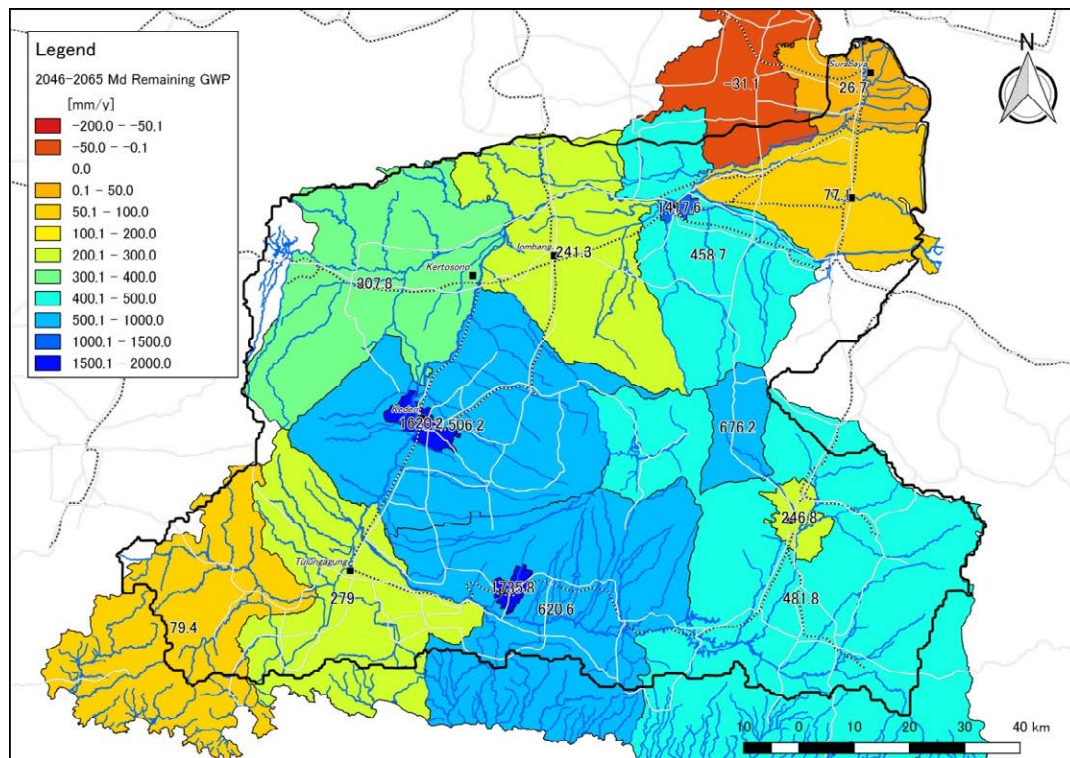 Legend
2046-2065 Md Remaining GWP
[mm/y]
-200.0 - -50.1
-50.0 - -0.1
0.0
0.1 - 50.0
50.1 - 100.0
100.1 - 200.0
200.1 - 300.0
300.1 - 400.0
400.1 - 500.0
500.1 - 1000.0
1000.1 - 1500.0
1500.1 - 2000.0
N
Surabaya
-31.1
26.7
77.1
1417.6
Jombang
241.3
458.7
Kertosono
307.8
506.2
676.2
246.8
Tulungagung
1735.8
279
620.6
481.8
79.4
10 0 10 20 30 40 km